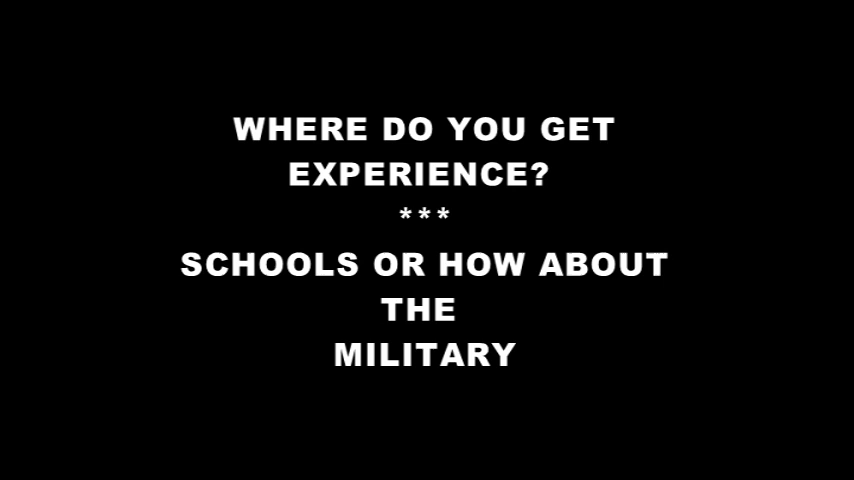 WHERE DO YOU GET
EXPERIENCE?
***
SCHOOLS OR HOW ABOUT
THE
MILITARY